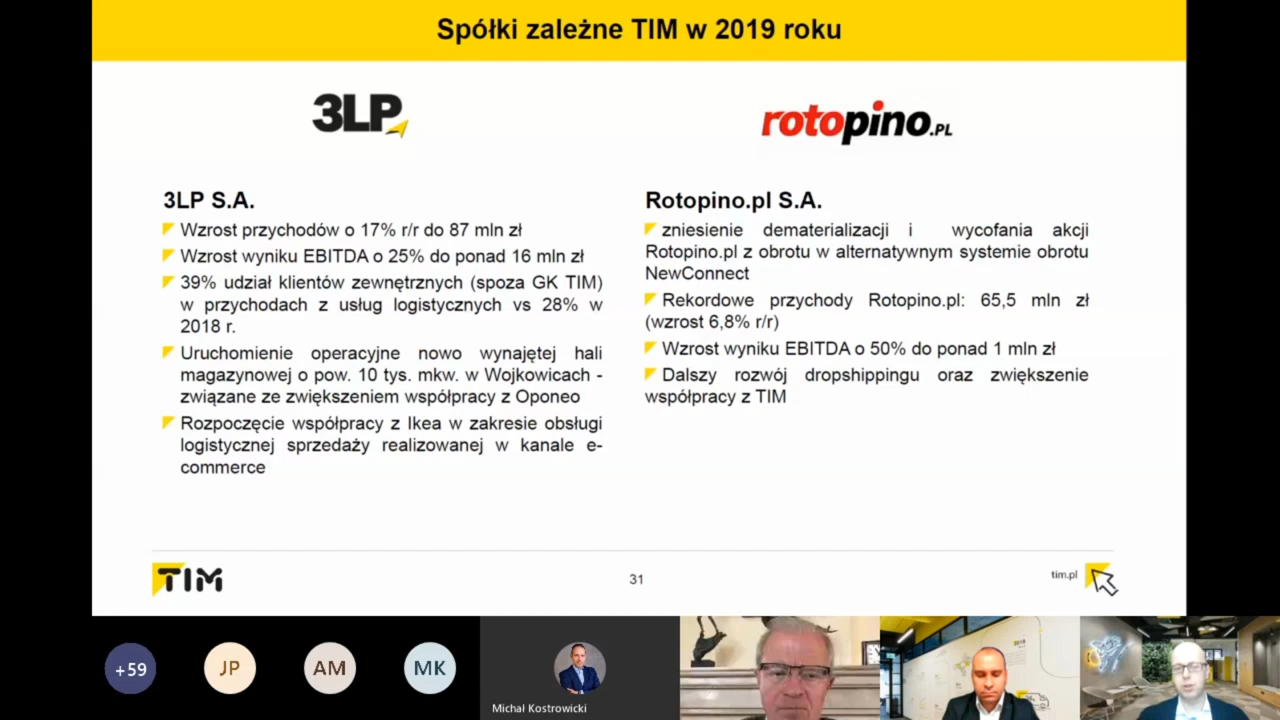 Spółki zależne TIM w 2019 roku
3LP
rotopino.PL
3LP S.A.
Wzrost przychodów o 17% r/r do 87 mln zł
Wzrost wyniku EBITDA o 25% do ponad 16 mln zł
39% udział klientów zewnętrznych (spoza GK TIM)
w przychodach z usług logistycznych vs 28% w
2018 r.
Uruchomienie operacyjne nowo wynajętej hali
magazynowej o pow. 10 tys. mkw. w Wojkowicach -
związane ze zwiększeniem współpracy z Oponeo
Rozpoczęcie współpracy z Ikea w zakresie obsługi
logistycznej sprzedaży realizowanej w kanale e-
commerce
Rotopino.pl S.A.
zniesienie dematerializacji i wycofania akcji
Rotopino.pl z obrotu w alternatywnym systemie obrotu
NewConnect
Rekordowe przychody Rotopino.pl: 65,5 mln zł
(wzrost 6,8% r/r)
Wzrost wyniku EBITDA o 50% do ponad 1 mln zł
Dalszy rozwój dropshippingu oraz zwiększenie
współpracy z TIM
TIM
31
tim.pl
+59
JP
AM
MK
Michał Kostrowicki